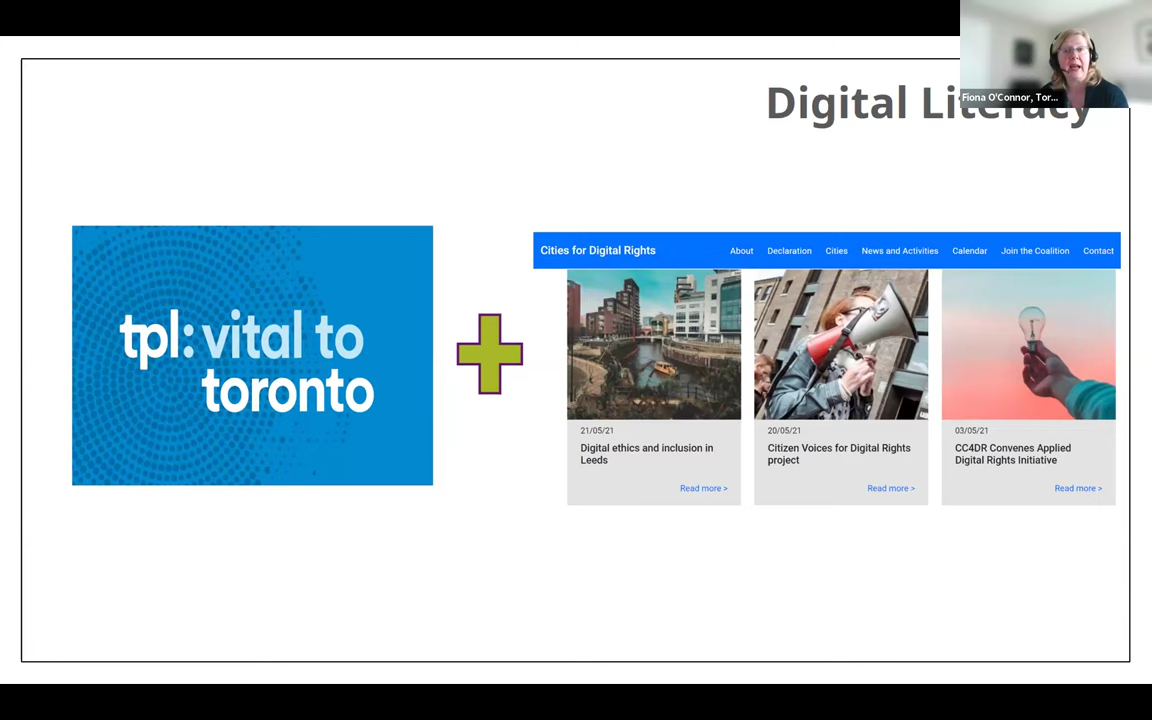 Digital Literacy
Fiona O'Connor, Tor...
tpl: vital to
toronto
Cities for Digital Rights
About
Declaration
Cities
News and Activities
Calendar
Join the Coalition
Contact
21/05/21
Digital ethics and inclusion in
Leeds
Read more >
20/05/21
Citizen Voices for Digital Rights
project
Read more >
03/05/21
CC4DR Convenes Applied
Digital Rights Initiative
Read more >